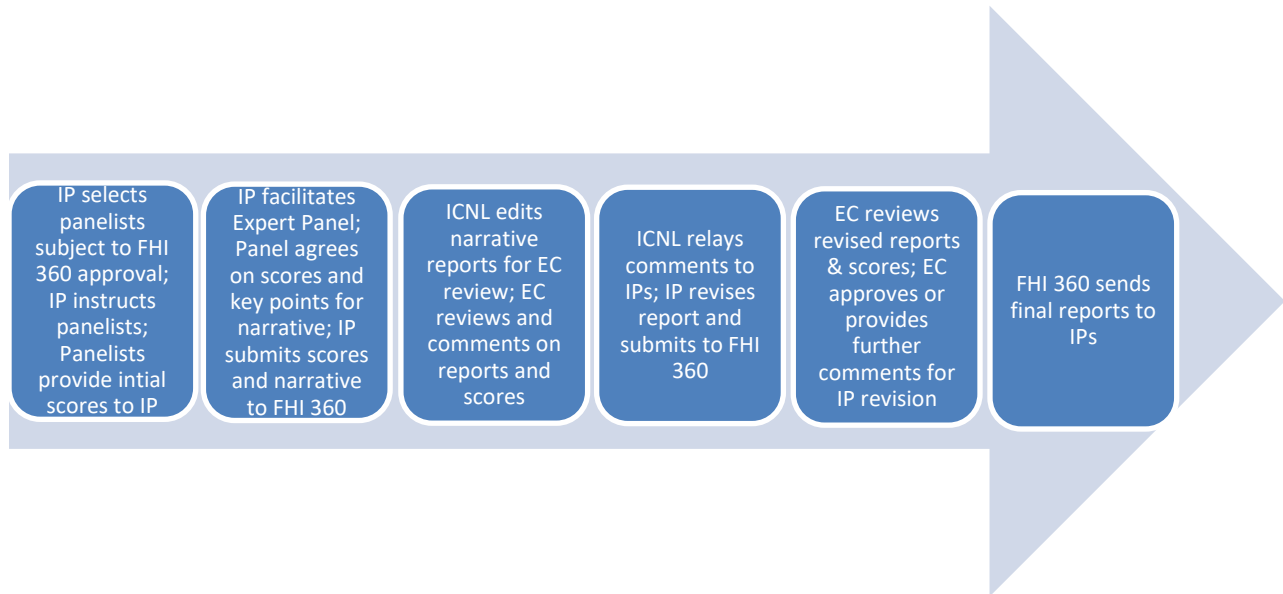 IP selects
panelists
subject to FHI
360 approval;
IP instructs
panelists;
Panelists
provide intial
scores to IP
IP facilitates
Expert Panel;
Panel agrees
on scores and
key points for
narrative; IP
submits scores
and narrative
to FHI 360
ICNL edits
narrative
reports for EC
review; EC
reviews and
comments on
reports and
scores
ICNL relays
comments to
IPs; IP revises
report and
submits to FHI
360
EC reviews
revised reports
& scores; EC
approves or
provides
further
comments for
IP revision
FHI 360 sends
final reports to
IPs